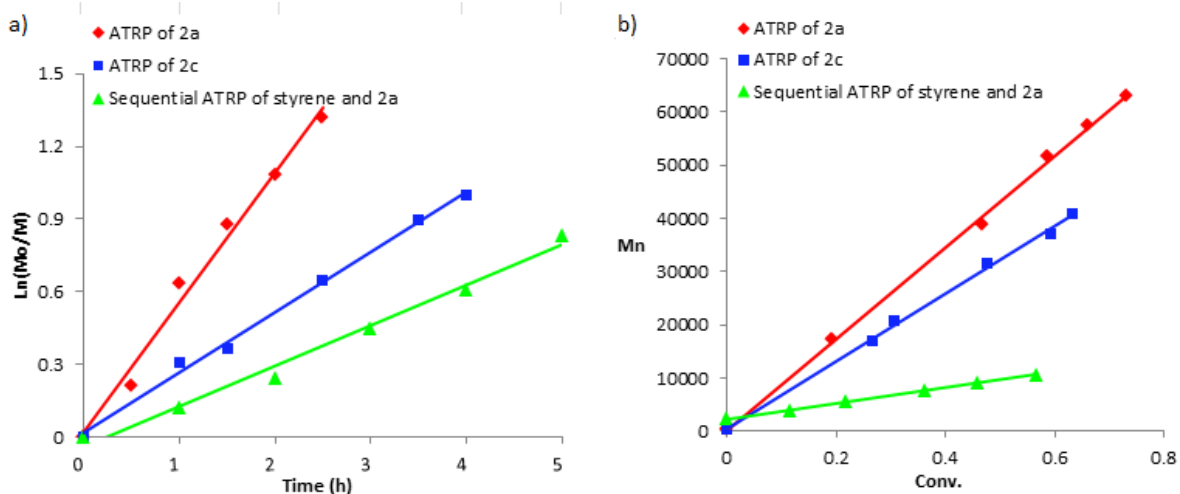 a)
ATRP of 2a
ATRP of 2c
Sequential ATRP of styrene and 2a
1.5
1.2
0.9
0.6
0.3
0
Ln(Mo/M)
0 1 2 3 4 5
Time (h)
b)
ATRP of 2a
ATRP of 2c
Sequential ATRP of styrene and 2a
70000
60000
50000
40000
30000
20000
10000
0
Mn
0 0.2 0.4 0.6 0.8
Conv.